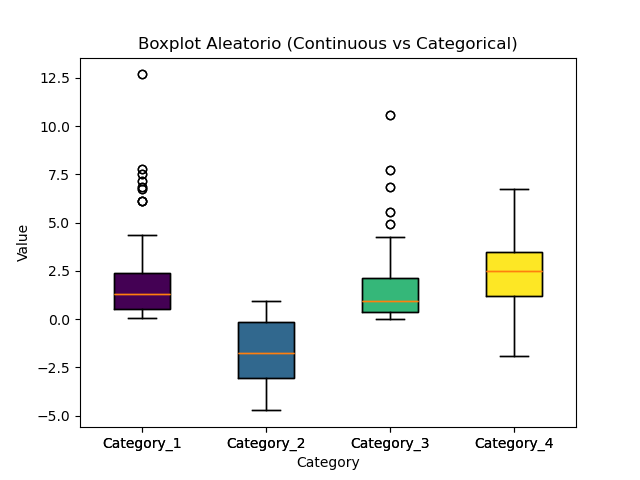 Boxplot Aleatorio (Continuous vs Categorical)
12.5
10.0
7.5
5.0
2.5
0.0
−2.5
−5.0
Value
Category_1 Category_2 Category_3 Category_4
Category